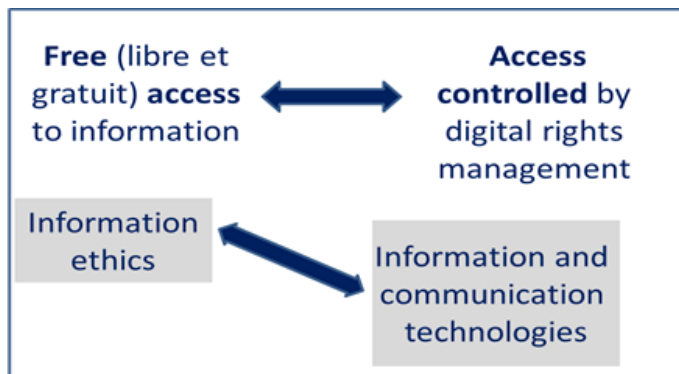 Free (libre et
gratuit) access
to information
Access
controlled by
digital rights
management
Information
ethics
Information and
communication
technologies